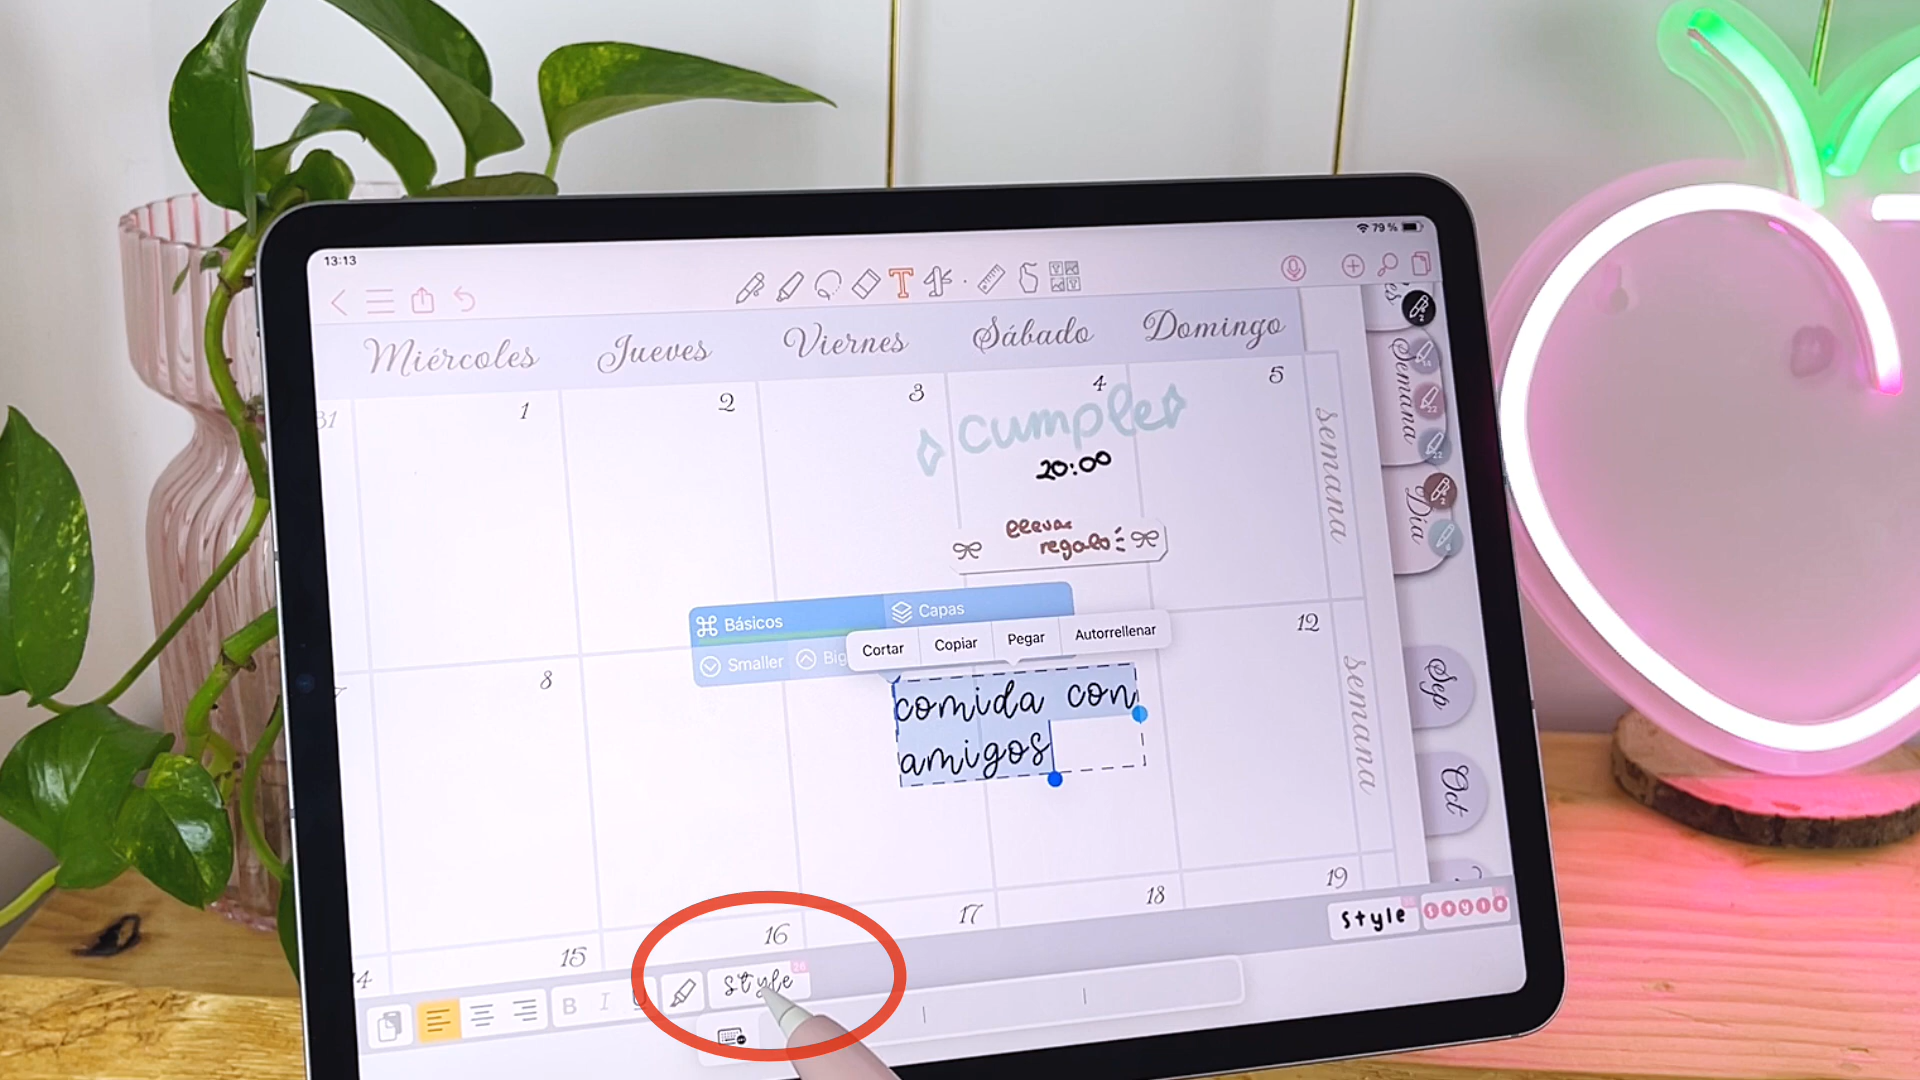 13:13
79 %
Miércoles Jueves Viernes Sábado Domingo
31 1 2 3 4 5
cumple
20:00
llevar
regalo
semana
Semana
Día
Básicos Capas
Smaller Big
Cortar Copiar Pegar Autorrellenar
8 12
comida con
amigos
semana
Sep
Oct
15 16 17 18 19
style style
B I U style